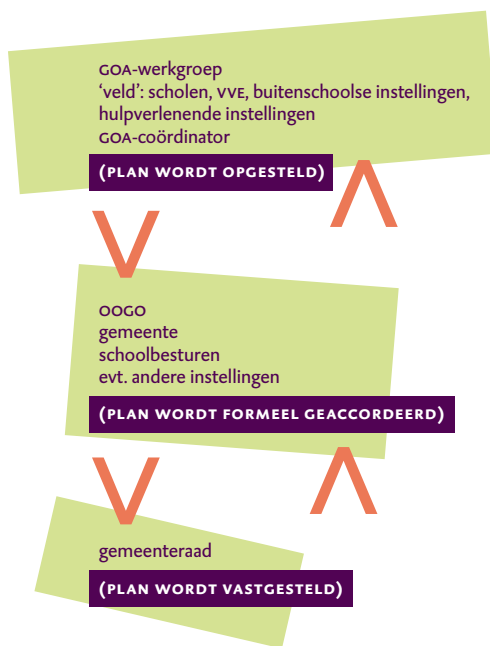 GOA-werkgroep
‘veld’: scholen, VVE, buitenschoolse instellingen,
hulpverlenende instellingen
GOA-coördinator
(PLAN WORDT OPGESTELD)
OOGO
gemeente
schoolbesturen
evt. andere instellingen
(PLAN WORDT FORMEEL GEACCORDEERD)
gemeenteraad
(PLAN WORDT VASTGESTELD)